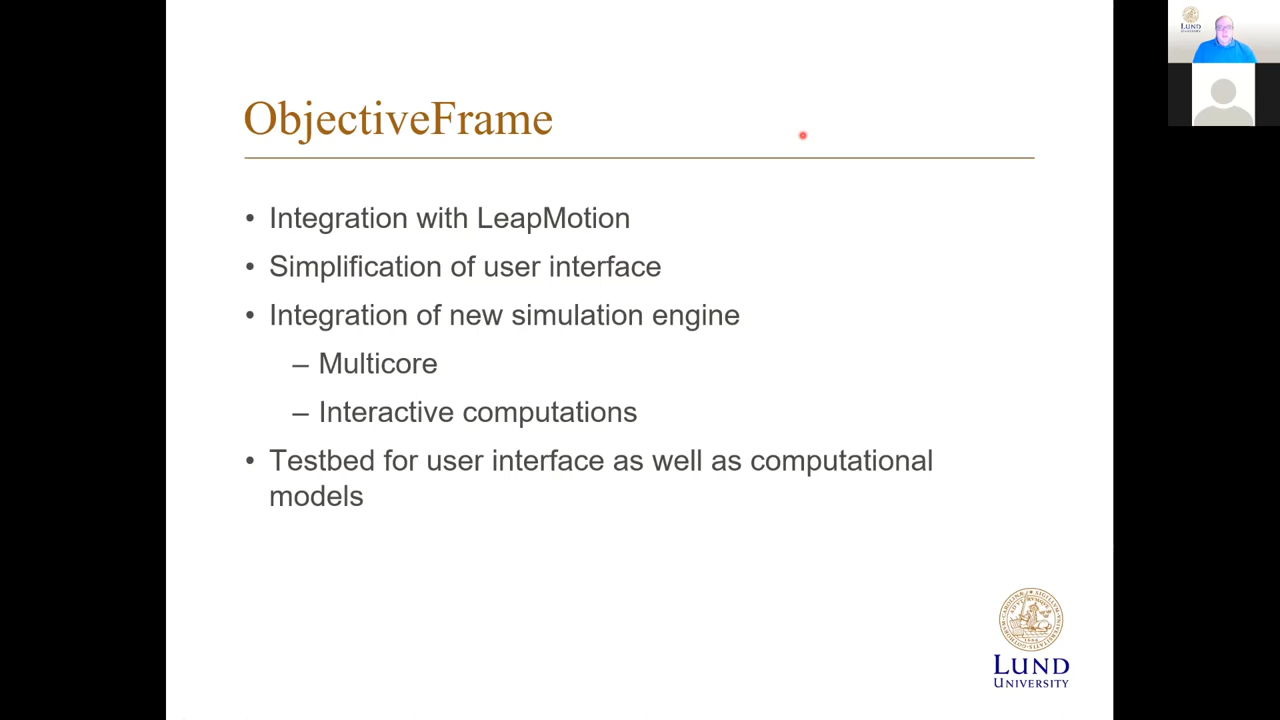 ObjectiveFrame
• Integration with LeapMotion
• Simplification of user interface
• Integration of new simulation engine
– Multicore
– Interactive computations
• Testbed for user interface as well as computational
models
LUND
UNIVERSITY
LUND